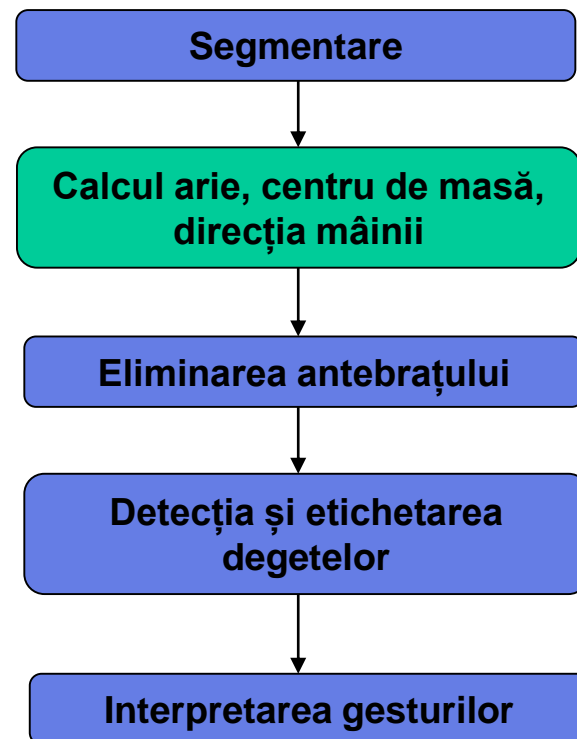 Segmentare
Calcul arie, centru de masă,
direcția mâinii
Eliminarea antebrațului
Detecția și etichetarea
degetelor
Interpretarea gesturilor